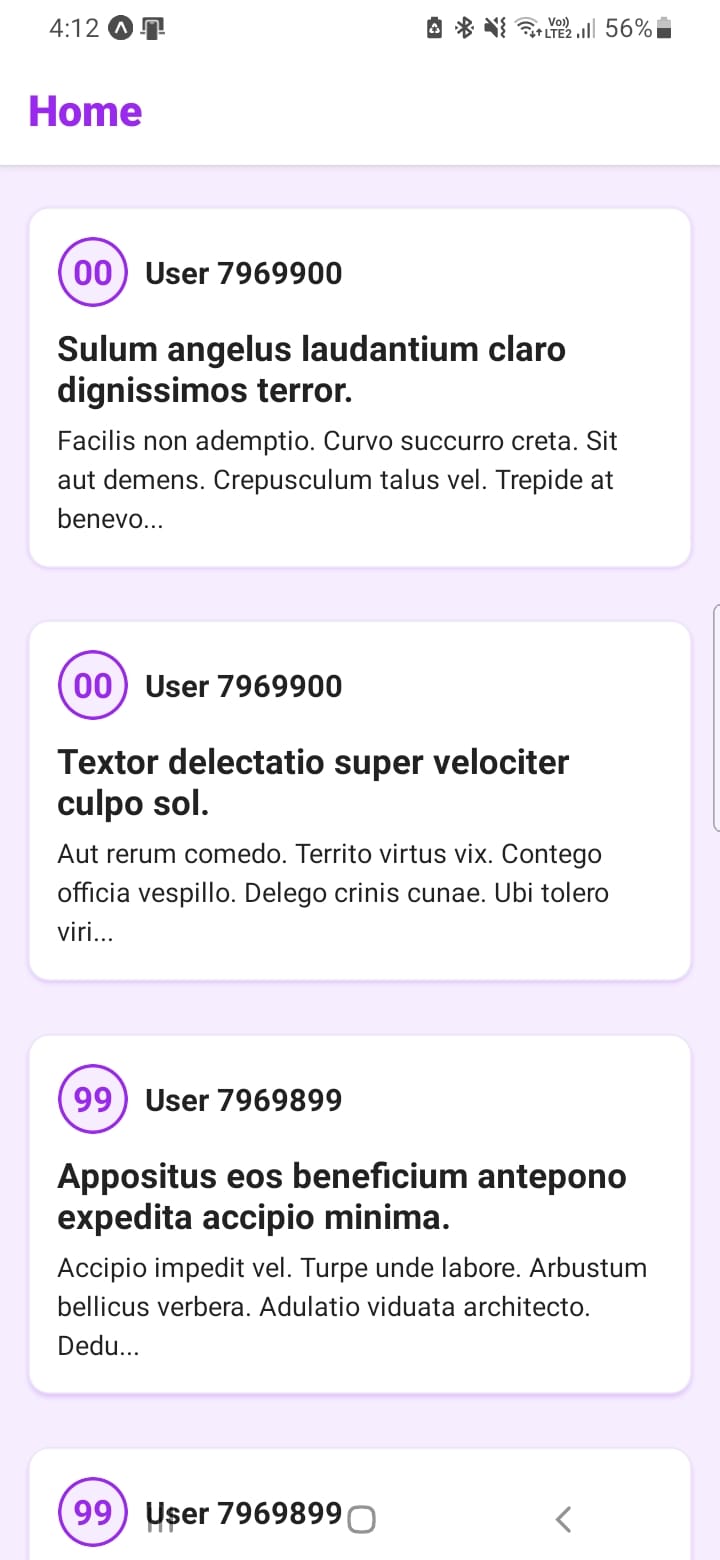 4:12
Vo)) LTE2 56%
Home
00 User 7969900
Sulum angelus laudantium claro
dignissimos terror.
Facilis non ademptio. Curvo succurro creta. Sit
aut demens. Crepusculum talus vel. Trepide at
benevo...
00 User 7969900
Textor delectatio super velociter
culpo sol.
Aut rerum comedo. Territo virtus vix. Contego
officia vespillo. Delego crinis cunae. Ubi tolero
viri...
99 User 7969899
Appositus eos beneficium antepono
expedita accipio minima.
Accipio impedit vel. Turpe unde labore. Arbustum
bellicus verbera. Adulatio viduata architecto.
Dedu...
99 User 7969899